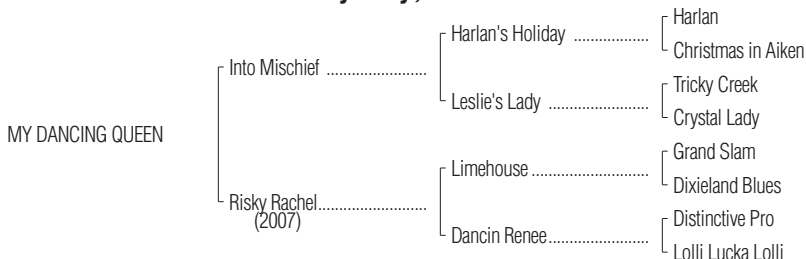 Harlan
Harlan's Holiday ..................
Christmas in Aiken
Into Mischief ........................
Tricky Creek
Leslie's Lady ........................
Crystal Lady
MY DANCING QUEEN
Grand Slam
Limehouse ............................
Dixieland Blues
Risky Rachel..........................
(2007)
Distinctive Pro
Dancin Renee........................
Lolli Lucka Lolli